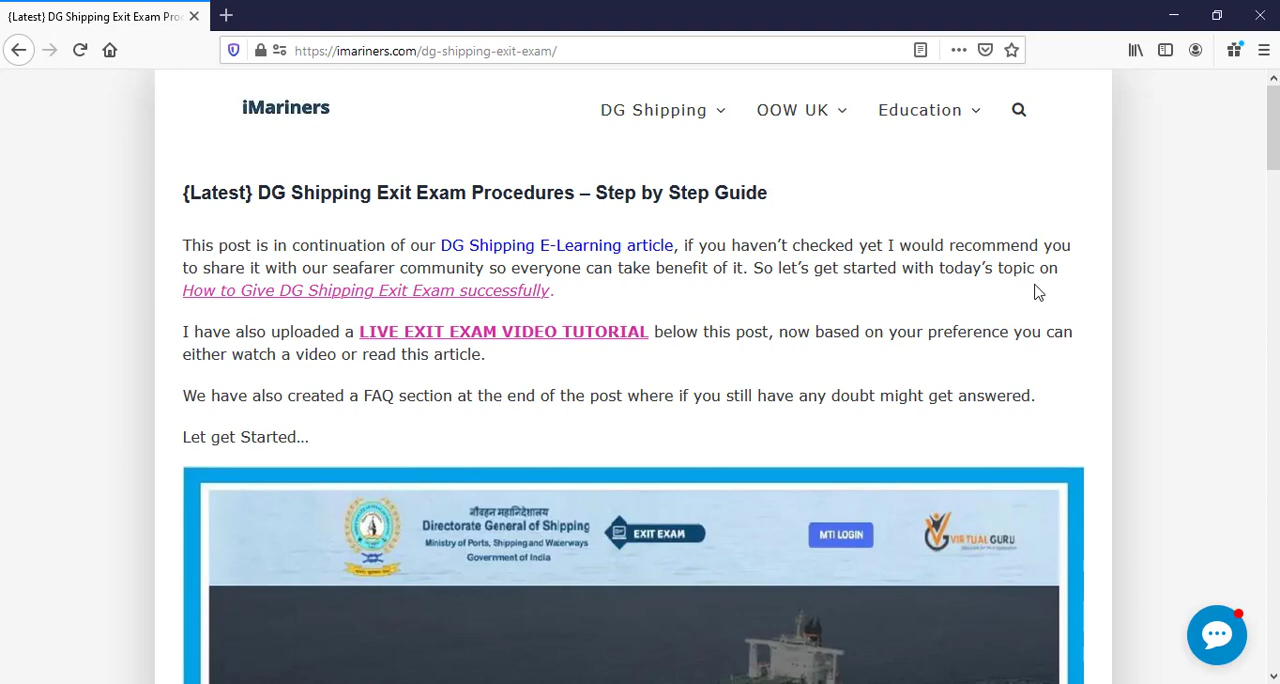 {Latest} DG Shipping Exit Exam Proc
https://imariners.com/dg-shipping-exit-exam/
iMariners
DG Shipping
OOW UK
Education
{Latest} DG Shipping Exit Exam Procedures – Step by Step Guide
This post is in continuation of our DG Shipping E-Learning article, if you haven't checked yet I would recommend you
to share it with our seafarer community so everyone can take benefit of it. So let's get started with today's topic on
How to Give DG Shipping Exit Exam successfully.
I have also uploaded a LIVE EXIT EXAM VIDEO TUTORIAL below this post, now based on your preference you can
either watch a video or read this article.
We have also created a FAQ section at the end of the post where if you still have any doubt might get answered.
Let get Started...
नौवहन महानिदेशालय
Directorate General of Shipping
Ministry of Ports, Shipping and Waterways
Government of India
EXIT EXAM
MTI LOGIN
VIRTUAL GURU